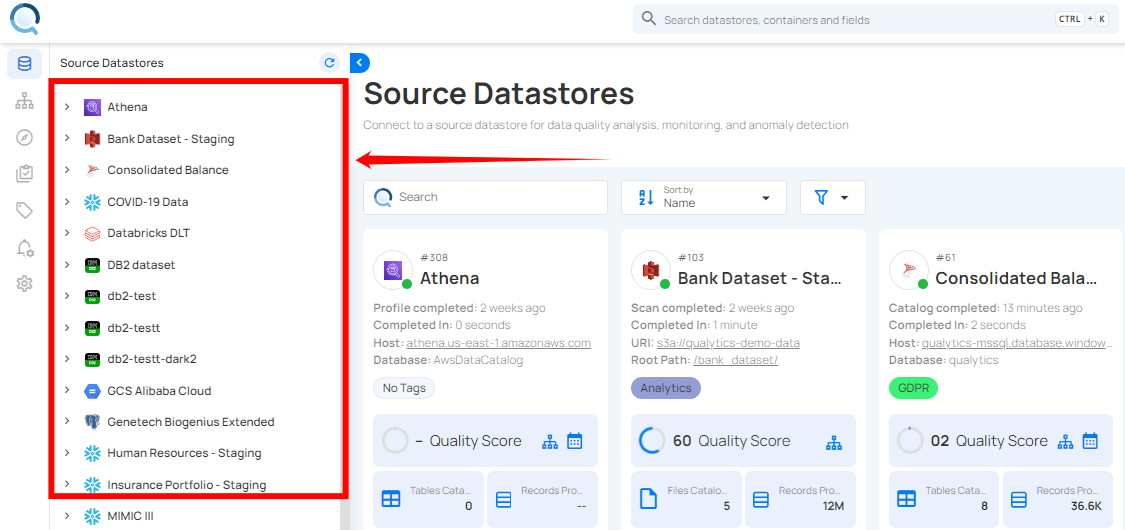 Search datastores, containers and fields
CTRL + K
Source Datastores
Athena
Bank Dataset - Staging
Consolidated Balance
COVID-19 Data
Databricks DLT
DB2 dataset
db2-test
db2-testt
db2-testt-dark2
GCS Alibaba Cloud
Genetech Biogenius Extended
Human Resources - Staging
Insurance Portfolio - Staging
MIMIC III
Source Datastores
Connect to a source datastore for data quality analysis, monitoring, and anomaly detection
Search
Sort by
Name
#308
Athena
Profile completed: 2 weeks ago
Completed In: 0 seconds
Host: athena.us-east-1.amazonaws.com
Database: AwsDataCatalog
No Tags
– Quality Score
Tables Cata...
0
Records Pro...
--
#103
Bank Dataset - Sta...
Scan completed: 2 weeks ago
Completed In: 1 minute
URI: s3a://qualytics-demo-data
Root Path: /bank_dataset/
Analytics
60 Quality Score
Files Catalo...
5
Records Pro...
12M
#61
Consolidated Bala...
Catalog completed: 13 minutes ago
Completed In: 2 seconds
Host: qualytics-mssql.database.window...
Database: qualytics
GDPR
02 Quality Score
Tables Cata...
8
Records Pro...
36.6K